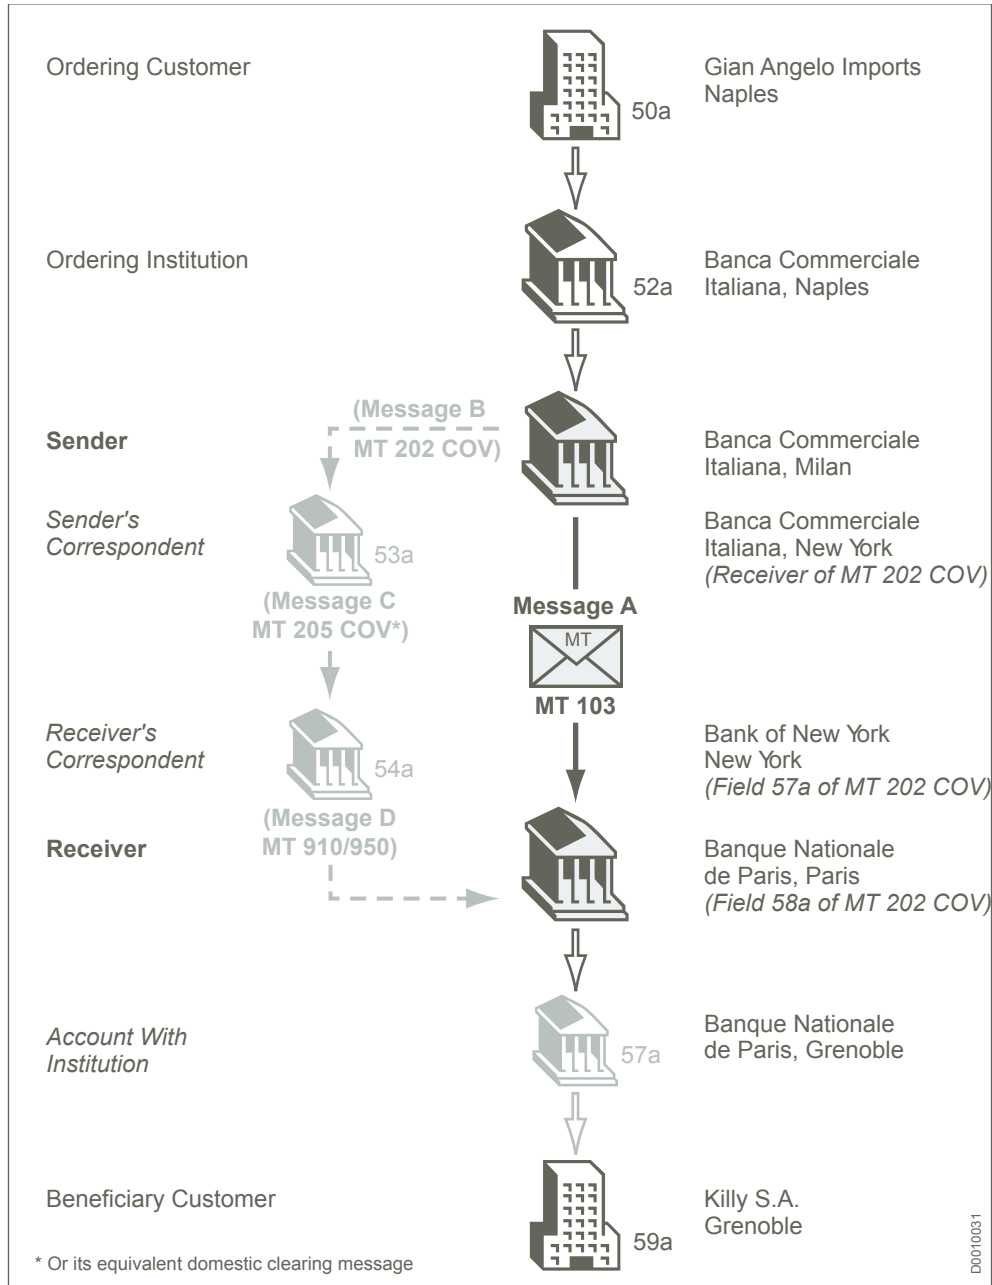 Ordering Customer
50a
Gian Angelo Imports
Naples
Ordering Institution
52a
Banca Commerciale
Italiana, Naples
(Message B
MT 202 COV)
Sender
Banca Commerciale
Italiana, Milan
Sender's
Correspondent
53a
Banca Commerciale
Italiana, New York
(Receiver of MT 202 COV)
(Message C
MT 205 COV*)
Message A
MT
MT 103
Receiver's
Correspondent
54a
Bank of New York
New York
(Field 57a of MT 202 COV)
(Message D
MT 910/950)
Receiver
Banque Nationale
de Paris, Paris
(Field 58a of MT 202 COV)
Account With
Institution
57a
Banque Nationale
de Paris, Grenoble
Beneficiary Customer
59a
Killy S.A.
Grenoble
* Or its equivalent domestic clearing message
D0010031